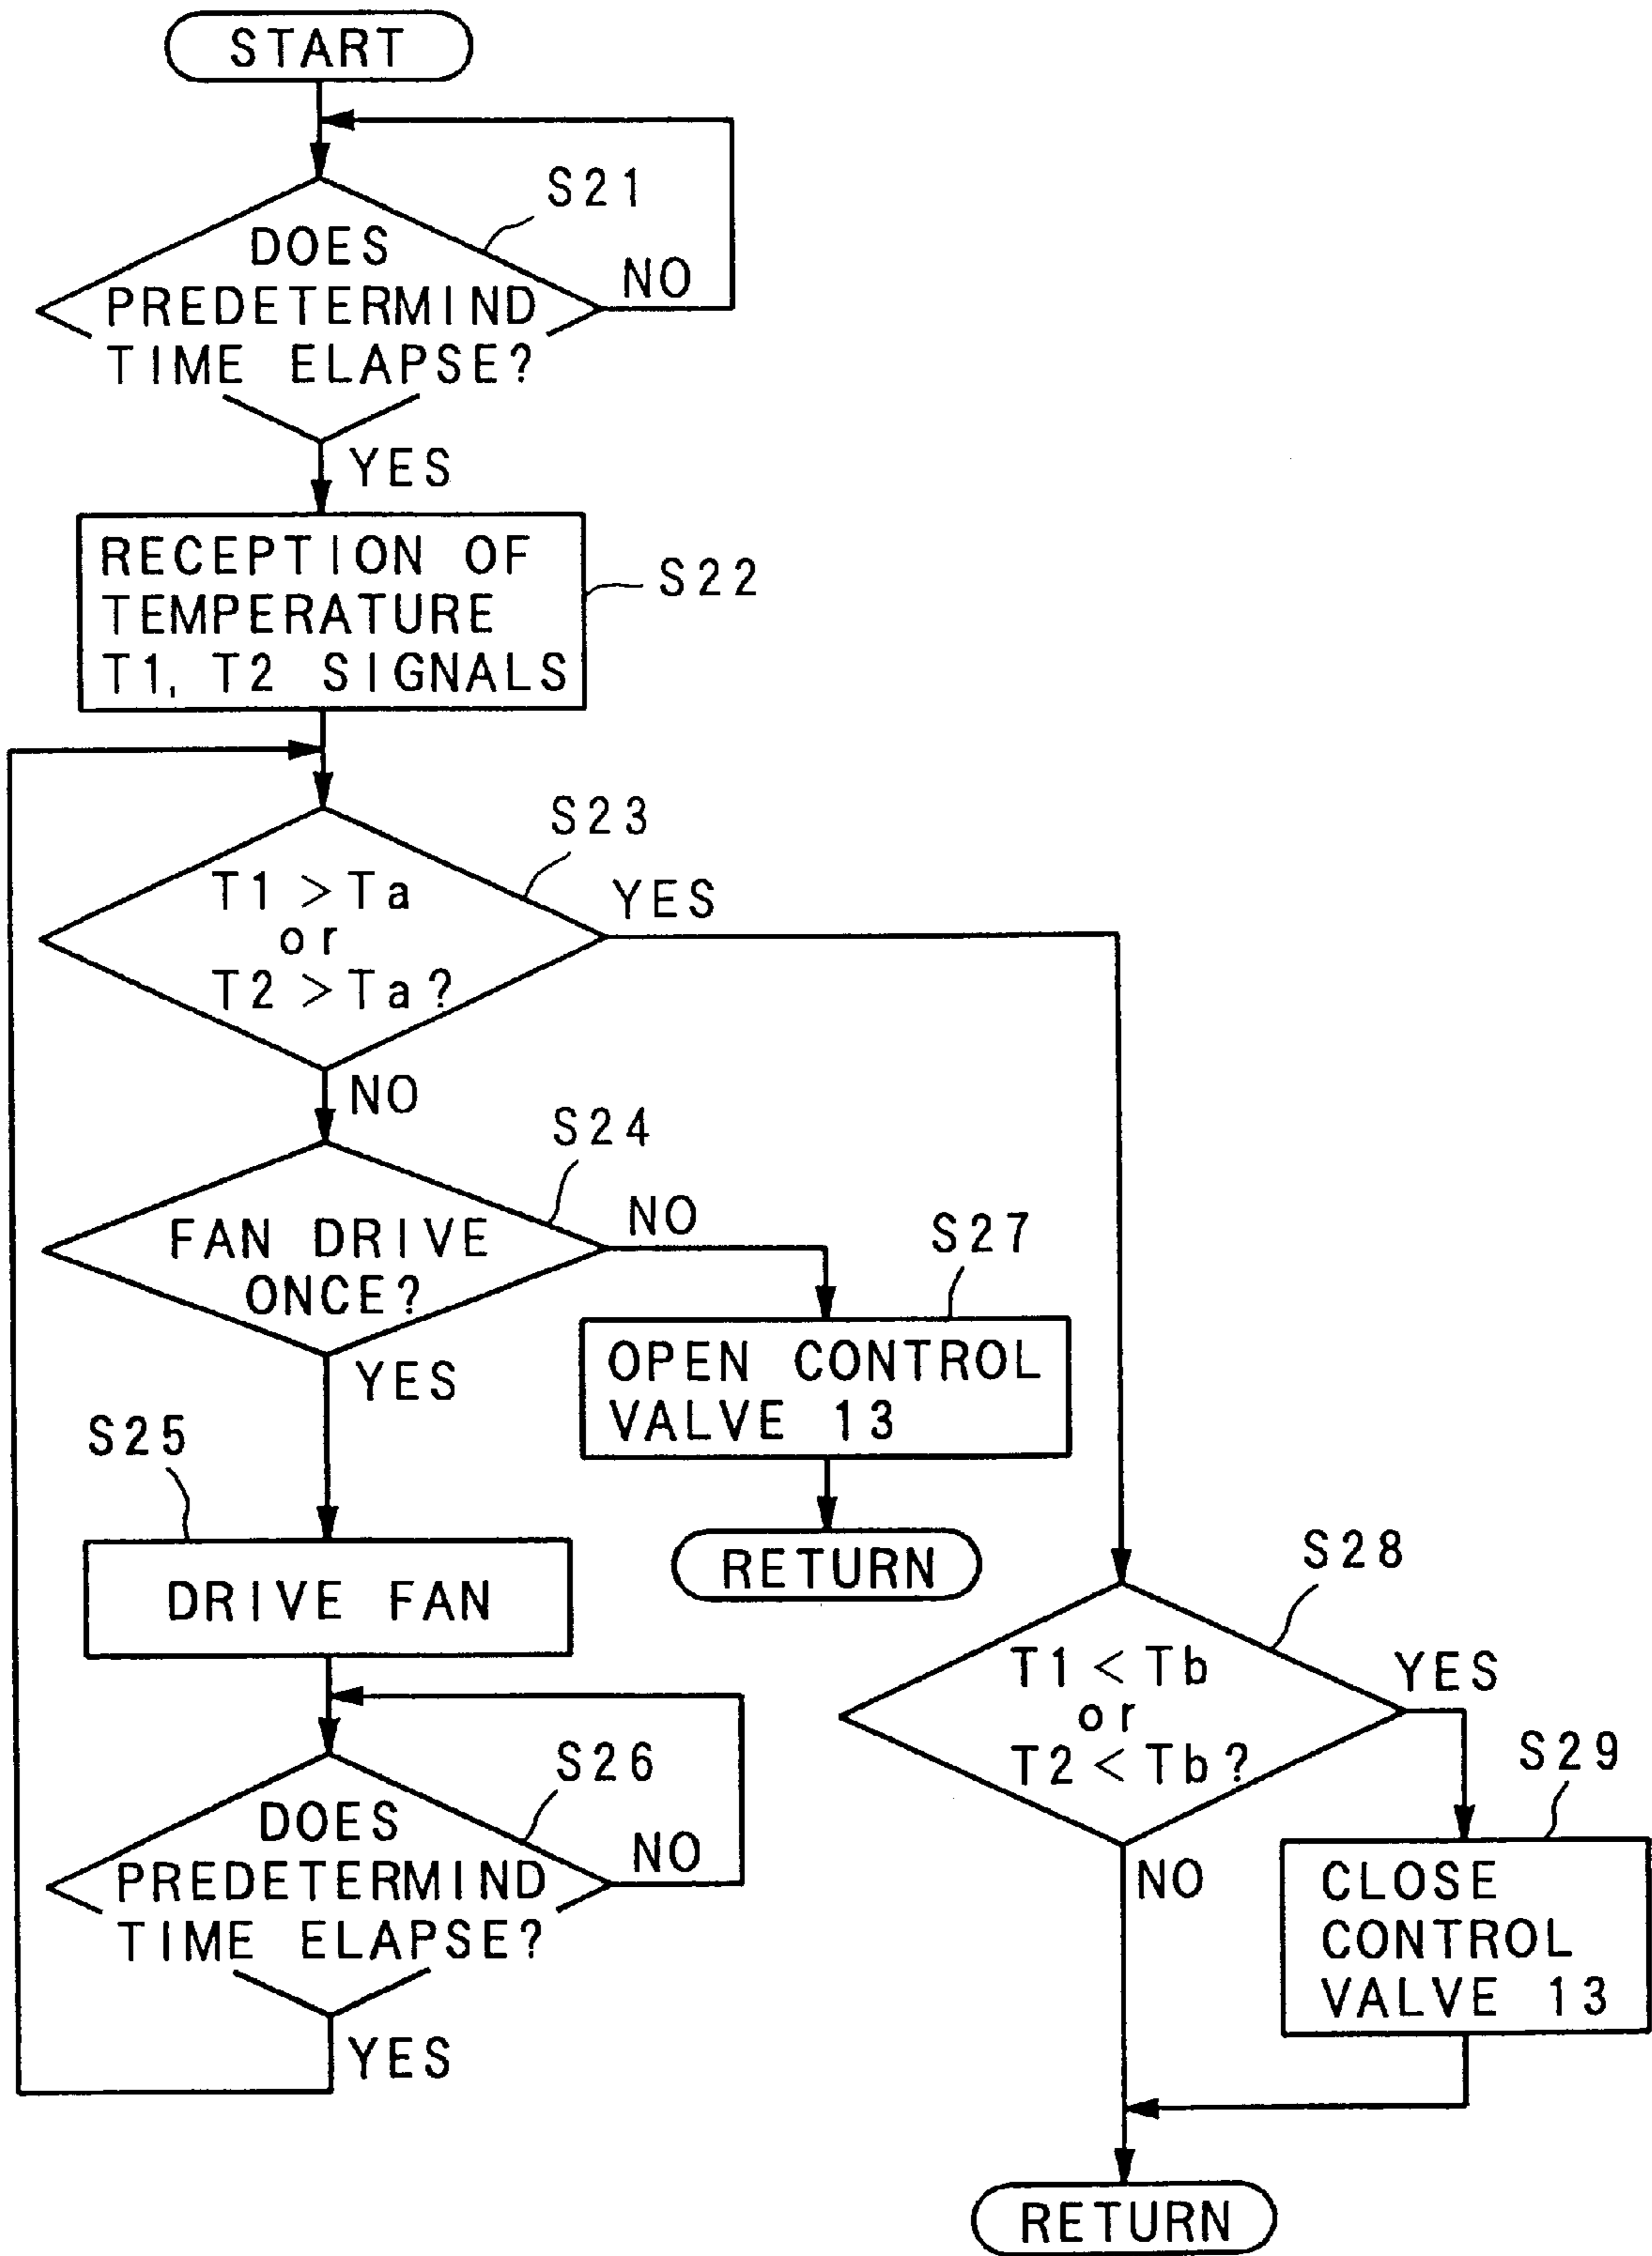 START
S21
DOES
PREDETERMIND
TIME ELAPSE?
NO
YES
RECEPTION OF
TEMPERATURE
T1, T2 SIGNALS
S22
S23
T1 > Ta
or
T2 > Ta?
YES
NO
S24
FAN DRIVE
ONCE?
NO
S27
OPEN CONTROL
VALVE 13
RETURN
YES
S25
DRIVE FAN
S26
DOES
PREDETERMIND
TIME ELAPSE?
NO
YES
S28
T1 < Tb
or
T2 < Tb?
YES
S29
NO
CLOSE
CONTROL
VALVE 13
RETURN